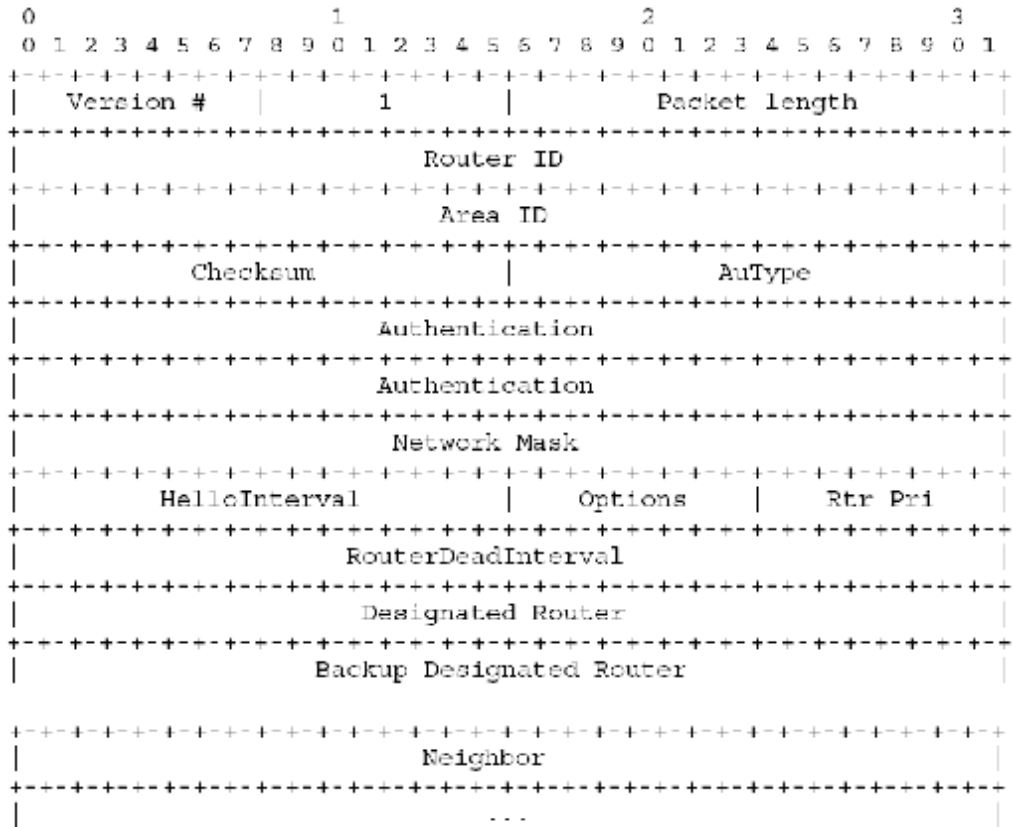 0                   1                   2                   3
0 1 2 3 4 5 6 7 8 9 0 1 2 3 4 5 6 7 8 9 0 1 2 3 4 5 6 7 8 9 0 1
+-+-+-+-+-+-+-+-+-+-+-+-+-+-+-+-+-+-+-+-+-+-+-+-+-+-+-+-+-+-+-+-+
| Version # | 1 | Packet length |
+-+-+-+-+-+-+-+-+-+-+-+-+-+-+-+-+-+-+-+-+-+-+-+-+-+-+-+-+-+-+-+-+
| Router ID |
+-+-+-+-+-+-+-+-+-+-+-+-+-+-+-+-+-+-+-+-+-+-+-+-+-+-+-+-+-+-+-+-+
| Area ID |
+-+-+-+-+-+-+-+-+-+-+-+-+-+-+-+-+-+-+-+-+-+-+-+-+-+-+-+-+-+-+-+-+
| Checksum | AuType |
+-+-+-+-+-+-+-+-+-+-+-+-+-+-+-+-+-+-+-+-+-+-+-+-+-+-+-+-+-+-+-+-+
| Authentication |
+-+-+-+-+-+-+-+-+-+-+-+-+-+-+-+-+-+-+-+-+-+-+-+-+-+-+-+-+-+-+-+-+
| Authentication |
+-+-+-+-+-+-+-+-+-+-+-+-+-+-+-+-+-+-+-+-+-+-+-+-+-+-+-+-+-+-+-+-+
| Network Mask |
+-+-+-+-+-+-+-+-+-+-+-+-+-+-+-+-+-+-+-+-+-+-+-+-+-+-+-+-+-+-+-+-+
| HelloInterval | Options | Rtr Pri |
+-+-+-+-+-+-+-+-+-+-+-+-+-+-+-+-+-+-+-+-+-+-+-+-+-+-+-+-+-+-+-+-+
| RouterDeadInterval |
+-+-+-+-+-+-+-+-+-+-+-+-+-+-+-+-+-+-+-+-+-+-+-+-+-+-+-+-+-+-+-+-+
| Designated Router |
+-+-+-+-+-+-+-+-+-+-+-+-+-+-+-+-+-+-+-+-+-+-+-+-+-+-+-+-+-+-+-+-+
| Backup Designated Router |
+-+-+-+-+-+-+-+-+-+-+-+-+-+-+-+-+-+-+-+-+-+-+-+-+-+-+-+-+-+-+-+-+
| Neighbor |
+-+-+-+-+-+-+-+-+-+-+-+-+-+-+-+-+-+-+-+-+-+-+-+-+-+-+-+-+-+-+-+-+
| ... |